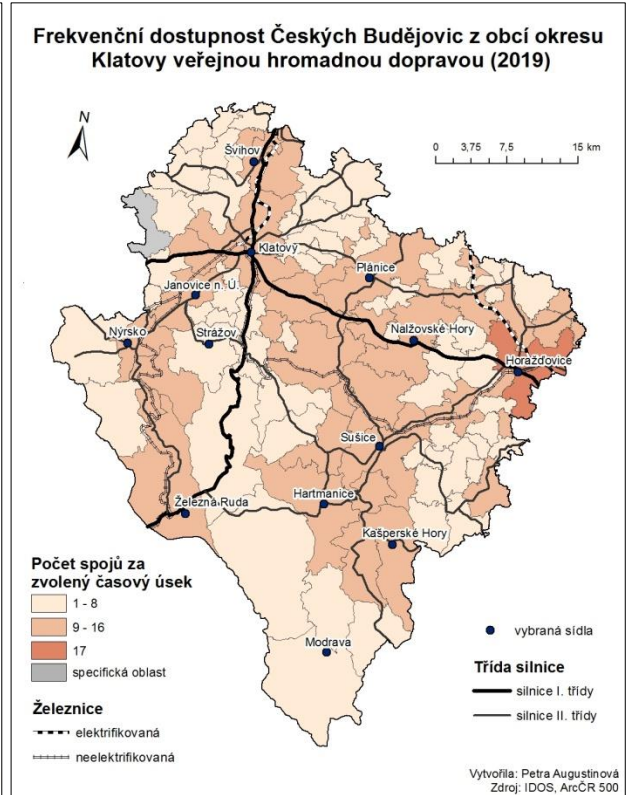 Frekvenční dostupnost Českých Budějovic z obcí okresu
Klatovy veřejnou hromadnou dopravou (2019)
N
0 3,75 7,5 15 km
Švihov
Klatovy
Plánice
Janovice n. Ú.
Nýrsko
Strážov
Nalžovské Hory
Horažďovice
Sušice
Železná Ruda
Hartmanice
Kašperské Hory
Modrava
Počet spojů za
zvolený časový úsek
1 - 8
9 - 16
17
specifická oblast
Železnice
elektrifikovaná
neelektrifikovaná
vybraná sídla
Třída silnice
silnice I. třídy
silnice II. třídy
Vytvořila: Petra Augustinová
Zdroj: IDOS, ArcČR 500